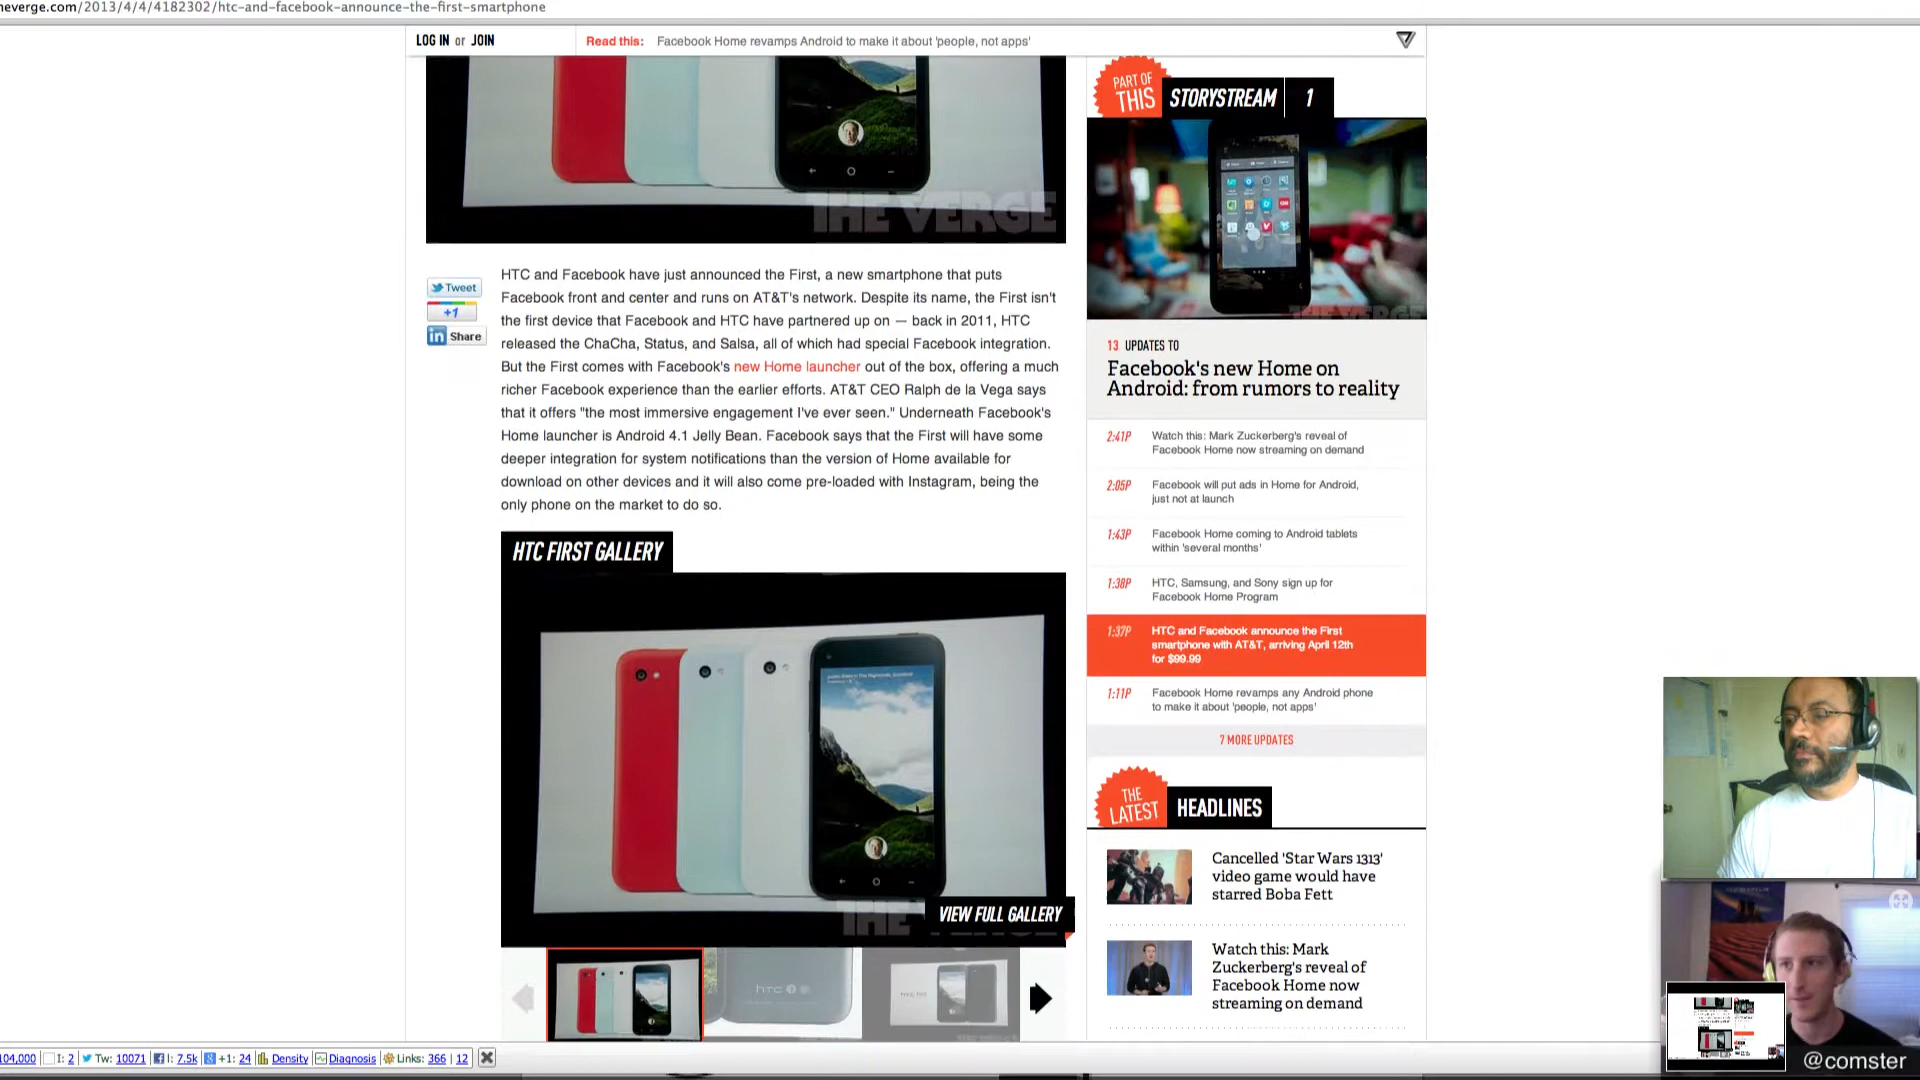 neverge.com/2013/4/4/4182302/htc-and-facebook-announce-the-first-smartphone
LOG IN or JOIN
Read this: Facebook Home revamps Android to make it about 'people, not apps'
THE VERGE
Tweet
+1
in Share
HTC and Facebook have just announced the First, a new smartphone that puts
Facebook front and center and runs on AT&T's network. Despite its name, the First isn't
the first device that Facebook and HTC have partnered up on — back in 2011, HTC
released the ChaCha, Status, and Salsa, all of which had special Facebook integration.
But the First comes with Facebook's new Home launcher out of the box, offering a much
richer Facebook experience than the earlier efforts. AT&T CEO Ralph de la Vega says
that it offers "the most immersive engagement I've ever seen." Underneath Facebook's
Home launcher is Android 4.1 Jelly Bean. Facebook says that the First will have some
deeper integration for system notifications than the version of Home available for
download on other devices and it will also come pre-loaded with Instagram, being the
only phone on the market to do so.
HTC FIRST GALLERY
THE
VIEW FULL GALLERY
htc
PART OF
THIS
STORYSTREAM 1
THE VERGE
13 UPDATES TO
Facebook's new Home on
Android: from rumors to reality
2:41P Watch this: Mark Zuckerberg's reveal of
Facebook Home now streaming on demand
2:05P Facebook will put ads in Home for Android,
just not at launch
1:43P Facebook Home coming to Android tablets
within 'several months'
1:38P HTC, Samsung, and Sony sign up for
Facebook Home Program
1:37P HTC and Facebook announce the First
smartphone with AT&T, arriving April 12th
for $99.99
1:11P Facebook Home revamps any Android phone
to make it about 'people, not apps'
7 MORE UPDATES
THE
LATEST
HEADLINES
Cancelled 'Star Wars 1313'
video game would have
starred Boba Fett
Watch this: Mark
Zuckerberg's reveal of
Facebook Home now
streaming on demand
104,000 I: 2 Tw: 10071 l: 7.5k +1: 24 Density Diagnosis Links: 366 | 12
@comster